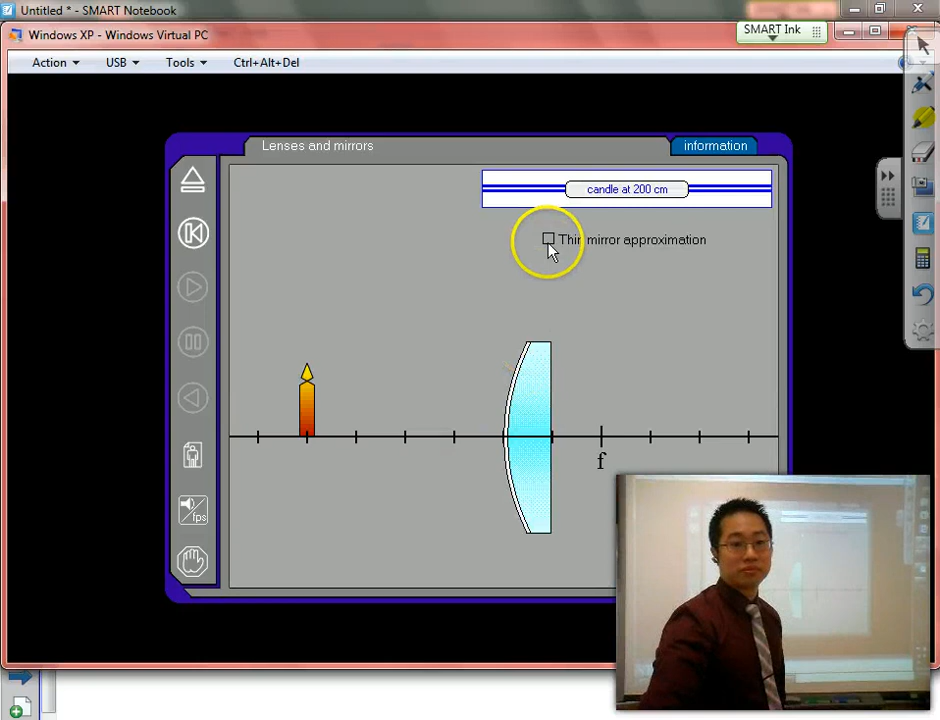 Untitled * - SMART Notebook
Windows XP - Windows Virtual PC
SMART Ink
Action
USB
Tools
Ctrl+Alt+Del
Lenses and mirrors
information
candle at 200 cm
Thin mirror approximation
f
fps